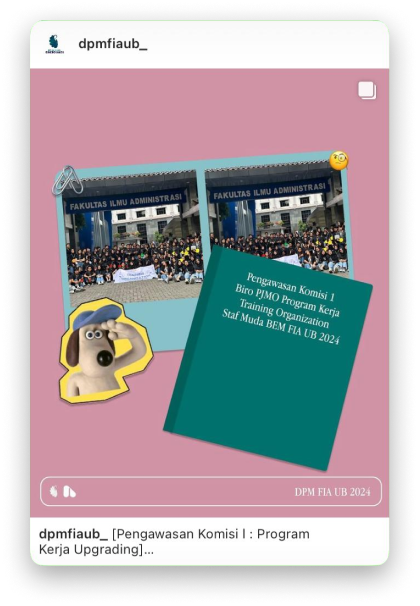 dpmfiaub_
FAKULTAS ILMU ADMINISTRASI
FAKULTAS ILMU ADMINISTRASI
Pengawasan Komisi 1
Biro PJMO Program Kerja
Training Organization
Staf Muda BEM FIA UB 2024
DPM FIA UB 2024
dpmfiaub_ [Pengawasan Komisi I : Program
Kerja Upgrading]...